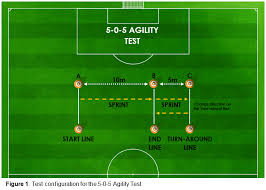 5-0-5 AGILITY
TEST
A
B
C
10m
5m
SPRINT
SPRINT
START LINE
END
LINE
TURN-AROUND
LINE
Figure 1. Test configuration for the 5-0-5 Agility Test